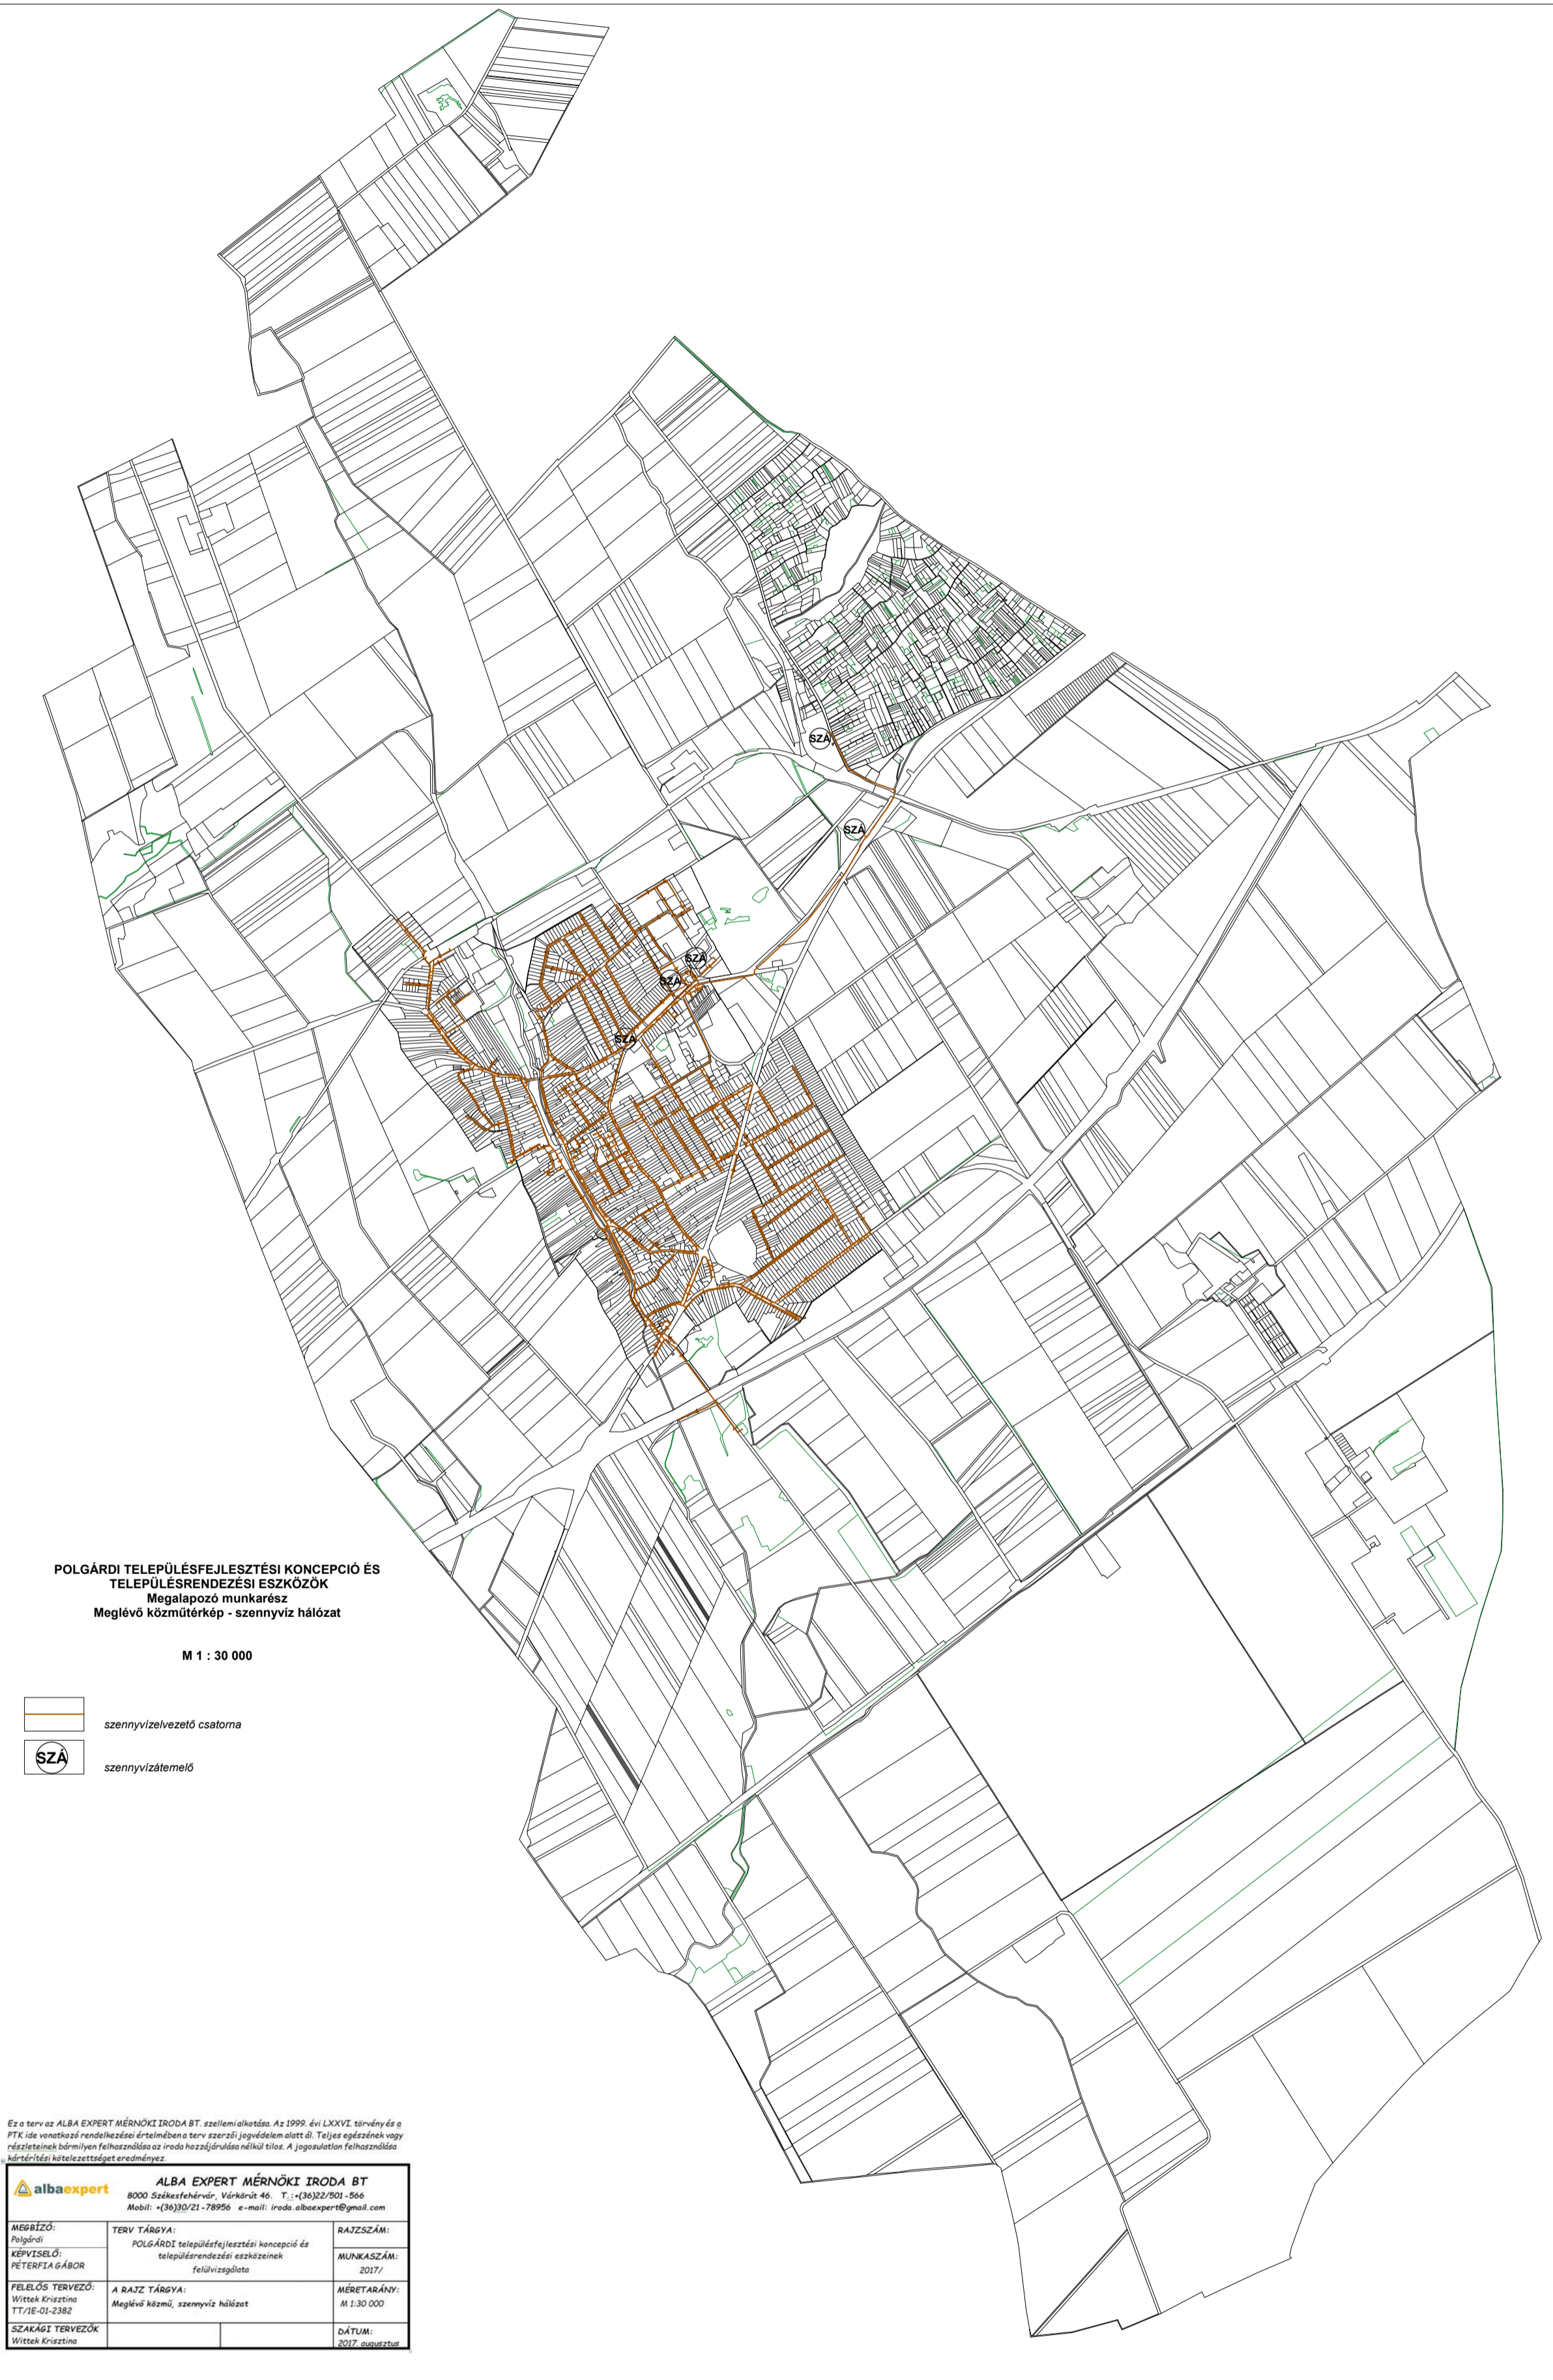 SZÁ
SZÁ
SZÁ
SZÁ
SZÁ
POLGÁRDI TELEPÜLÉSFEJLESZTÉSI KONCEPCIÓ ÉS
TELEPÜLÉSRENDEZÉSI ESZKÖZÖK
Megalapozó munkarész
Meglévő közműtérkép - szennyvíz hálózat
M 1 : 30 000
szennyvízelvezető csatorna
SZÁ
szennyvízátemelő
Ez a terv az ALBA EXPERT MÉRNÖKI IRODA BT. szellemi alkotása. Az 1999. évi LXXVI. törvény és a
PTK ide vonatkozó rendelkezései értelmében a terv szerzői jogvédelem alatt ál. Teljes egészének vagy
részleteinek bármilyen felhasználása az iroda hozzájárulása nélkül tilos. A jogosulatlan felhasználása
kártérítési kötelezettséget eredményez.
albaexpert
ALBA EXPERT MÉRNÖKI IRODA BT
8000 Székesfehérvár, Várkörút 46. T.:+(36)22/501-566
Mobil: +(36)30/21-78956 e-mail: iroda.albaexpert@gmail.com
MEGBÍZÓ:
Polgárdi
KÉPVISELŐ:
PÉTERFIA GÁBOR
TERV TÁRGYA:
POLGÁRDI településfejlesztési koncepció és
településrendezési eszközeinek
felülvizsgálata
RAJZSZÁM:
MUNKASZÁM:
2017/
FELELŐS TERVEZŐ:
Wittek Krisztina
TT/1E-01-2382
A RAJZ TÁRGYA:
Meglévő közmű, szennyvíz hálózat
MÉRETARÁNY:
M 1:30 000
SZAKÁGI TERVEZŐK
Wittek Krisztina
DÁTUM:
2017. augusztus